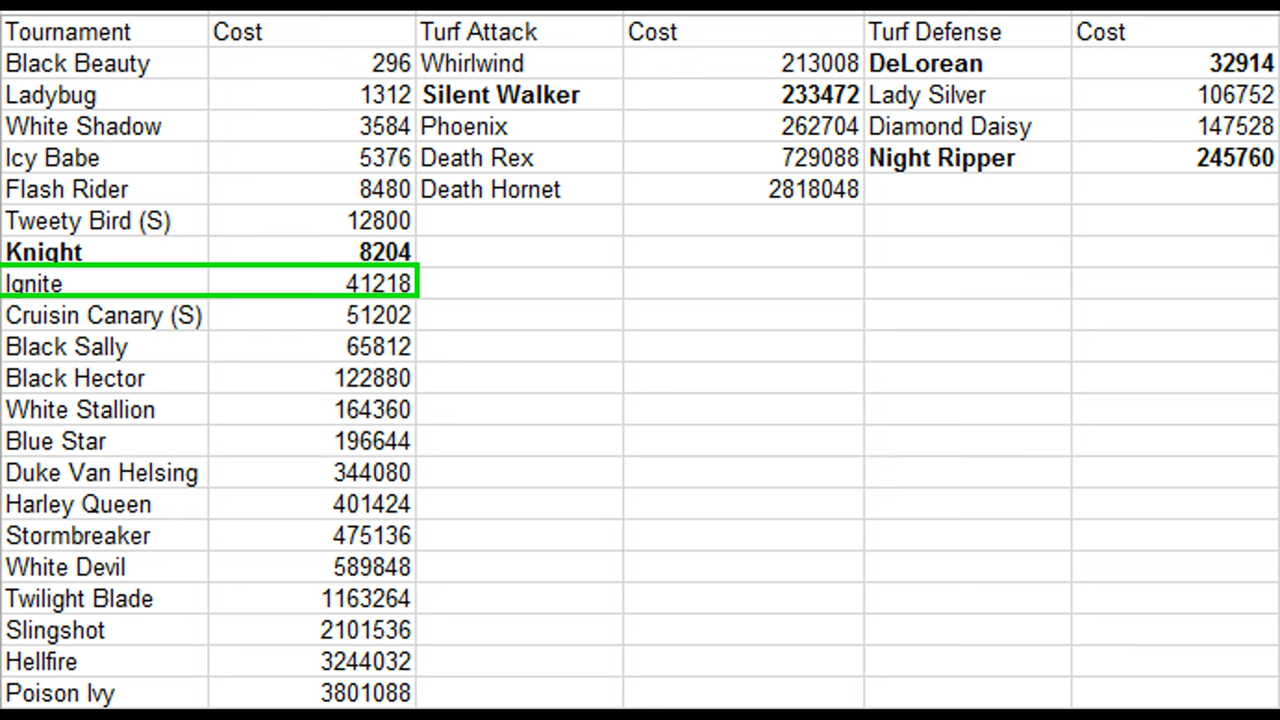 Tournament Cost Turf Attack Cost Turf Defense Cost
Black Beauty 296 Whirlwind 213008 DeLorean 32914
Ladybug 1312 Silent Walker 233472 Lady Silver 106752
White Shadow 3584 Phoenix 262704 Diamond Daisy 147528
Icy Babe 5376 Death Rex 729088 Night Ripper 245760
Flash Rider 8480 Death Hornet 2818048
Tweety Bird (S) 12800
Knight 8204
Ignite 41218
Cruisin Canary (S) 51202
Black Sally 65812
Black Hector 122880
White Stallion 164360
Blue Star 196644
Duke Van Helsing 344080
Harley Queen 401424
Stormbreaker 475136
White Devil 589848
Twilight Blade 1163264
Slingshot 2101536
Hellfire 3244032
Poison Ivy 3801088